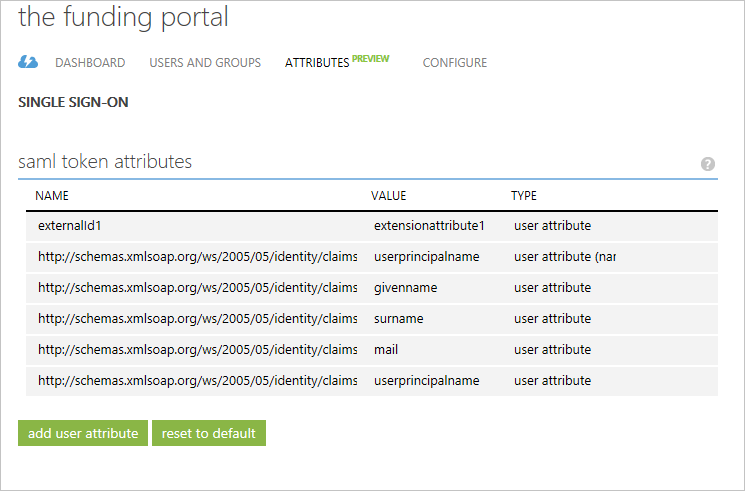 the funding portal
DASHBOARD USERS AND GROUPS ATTRIBUTES PREVIEW CONFIGURE
SINGLE SIGN-ON
saml token attributes ?
NAME VALUE TYPE
externalId1 extensionattribute1 user attribute
http://schemas.xmlsoap.org/ws/2005/05/identity/claims userprincipalname user attribute (nar
http://schemas.xmlsoap.org/ws/2005/05/identity/claims givenname user attribute
http://schemas.xmlsoap.org/ws/2005/05/identity/claims surname user attribute
http://schemas.xmlsoap.org/ws/2005/05/identity/claims mail user attribute
http://schemas.xmlsoap.org/ws/2005/05/identity/claims userprincipalname user attribute
add user attribute reset to default